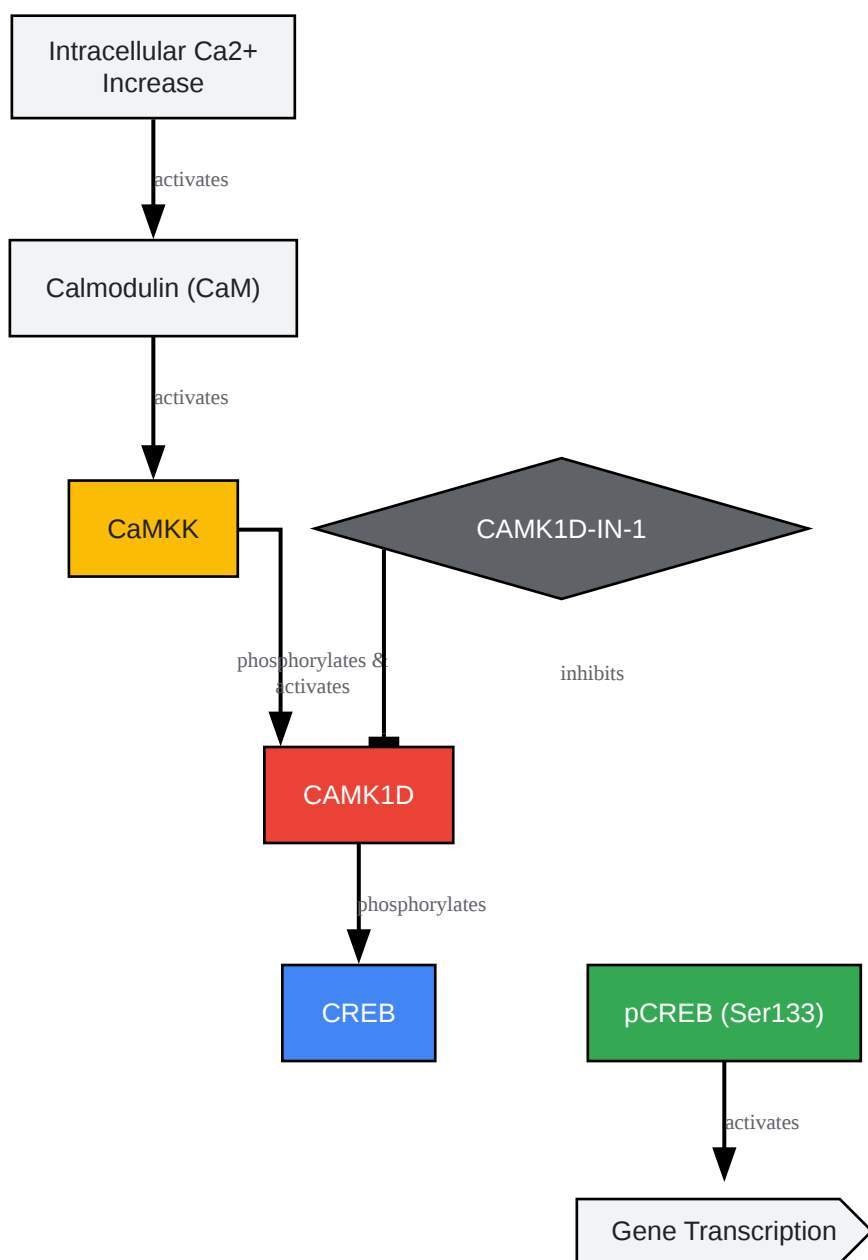 Intracellular Ca2+
Increase
activates
Calmodulin (CaM)
activates
CaMKK
CAMK1D-IN-1
phosphorylates &
activates
inhibits
CAMK1D
phosphorylates
CREB
pCREB (Ser133)
activates
Gene Transcription